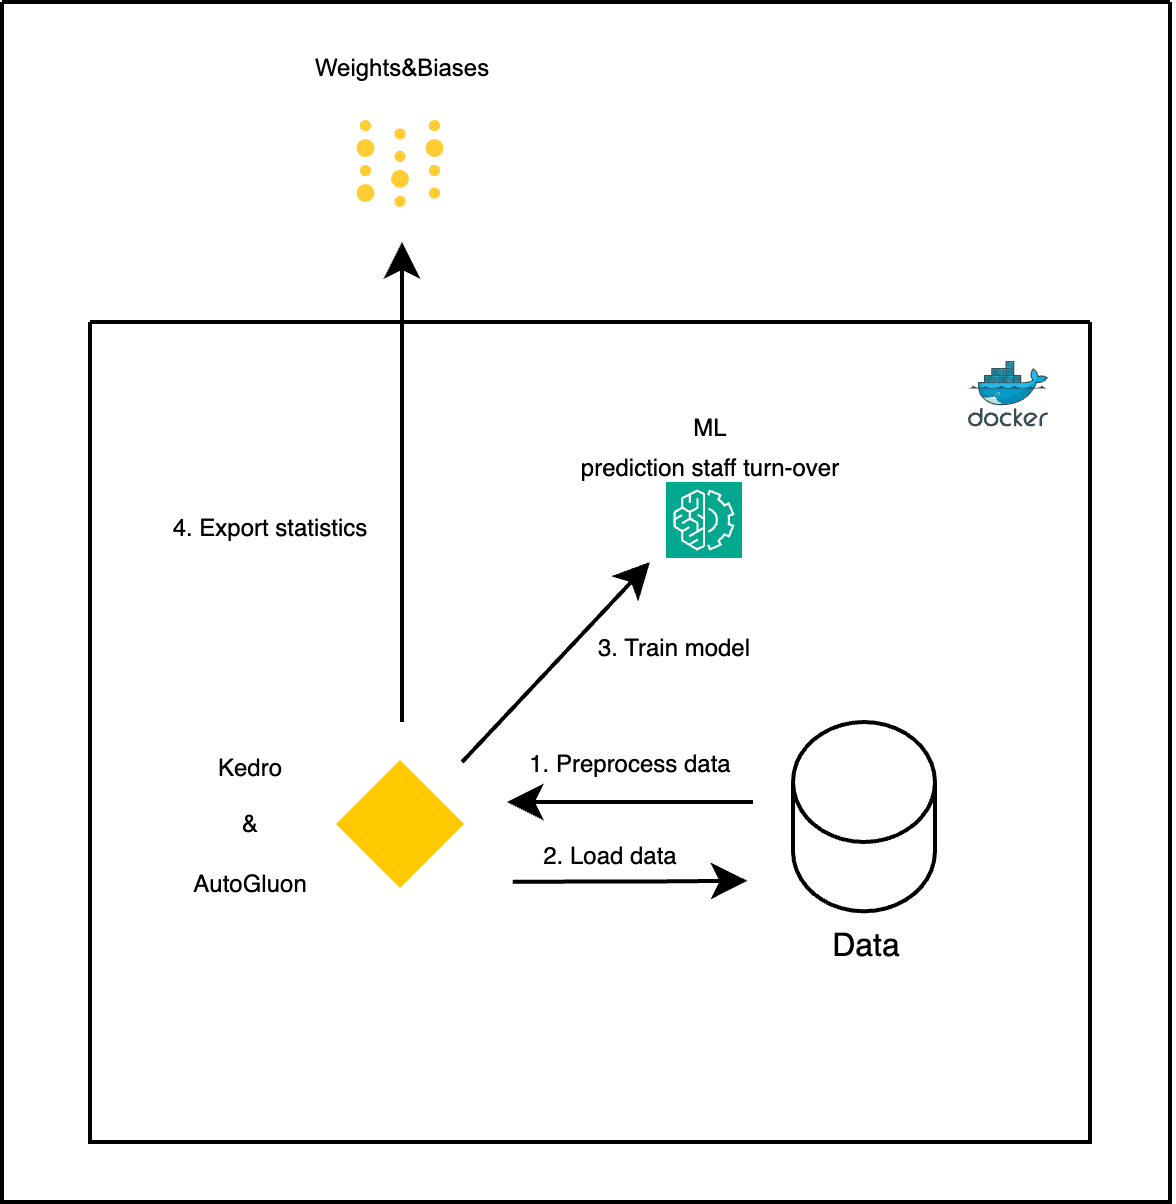 Weights&Biases
docker
ML
prediction staff turn-over
4. Export statistics
3. Train model
Kedro
&
AutoGluon
1. Preprocess data
2. Load data
Data